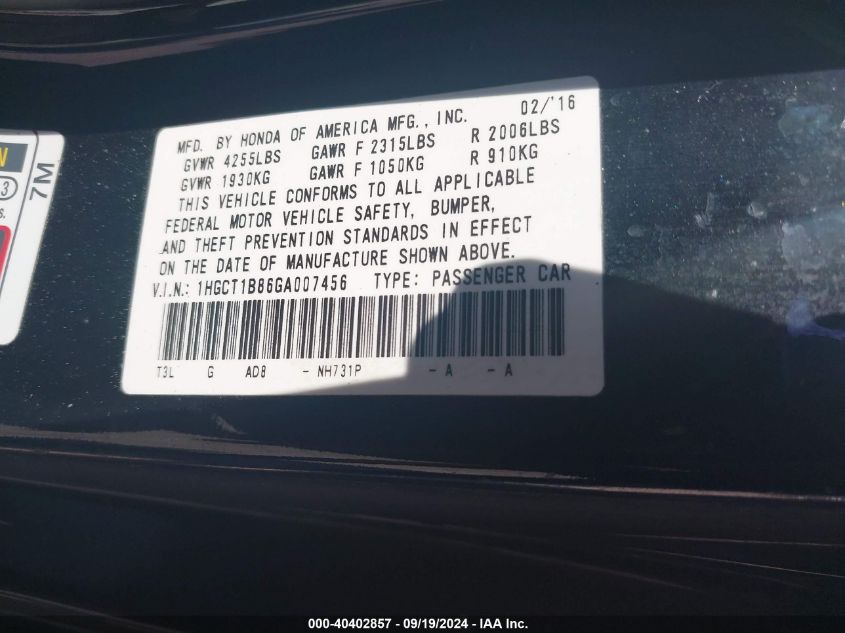 MFD. BY HONDA OF AMERICA MFG., INC. 02/'16
GVWR 4255LBS GAWR F 2315LBS R 2006LBS
GVWR 1930KG GAWR F 1050KG R 910KG
THIS VEHICLE CONFORMS TO ALL APPLICABLE
FEDERAL MOTOR VEHICLE SAFETY, BUMPER,
AND THEFT PREVENTION STANDARDS IN EFFECT
ON THE DATE OF MANUFACTURE SHOWN ABOVE.
V.I.N.: 1HGCT1B86GA007456 TYPE: PASSENGER CAR
T3L G AD8 - NH731P - A - A
N
3
s.
7M
000-40402857 - 09/19/2024 - IAA Inc.